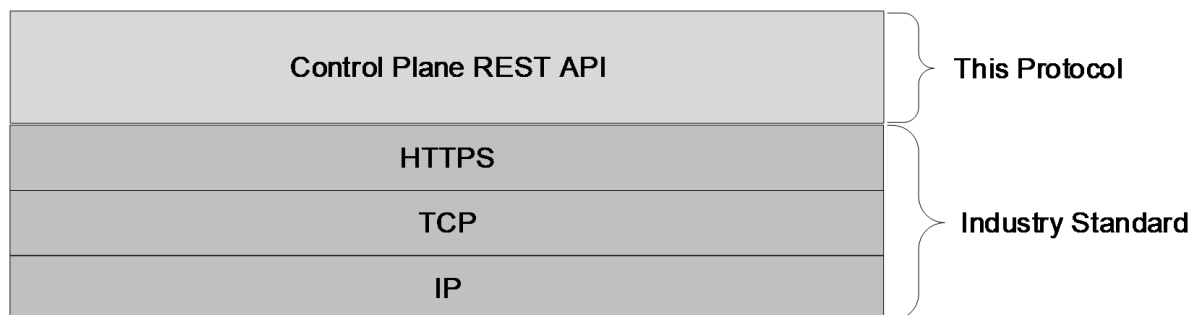 Control Plane REST API
This Protocol
HTTPS
TCP
Industry Standard
IP